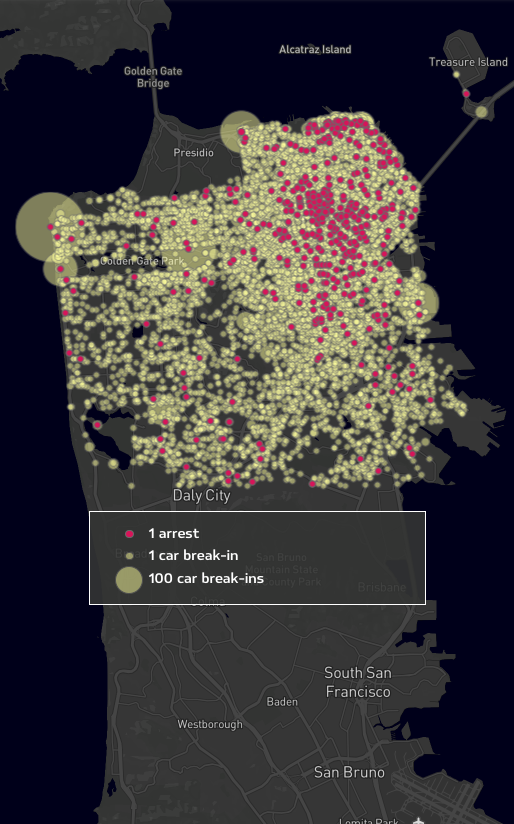 Alcatraz Island
Treasure Island
Golden Gate
Bridge
Presidio
Golden Gate Park
Daly City
1 arrest
1 car break-in
100 car break-ins
San Bruno
Mountain State
County Park
Brisbane
Colma
South San
Francisco
Baden
Westborough
San Bruno
Lomita Park